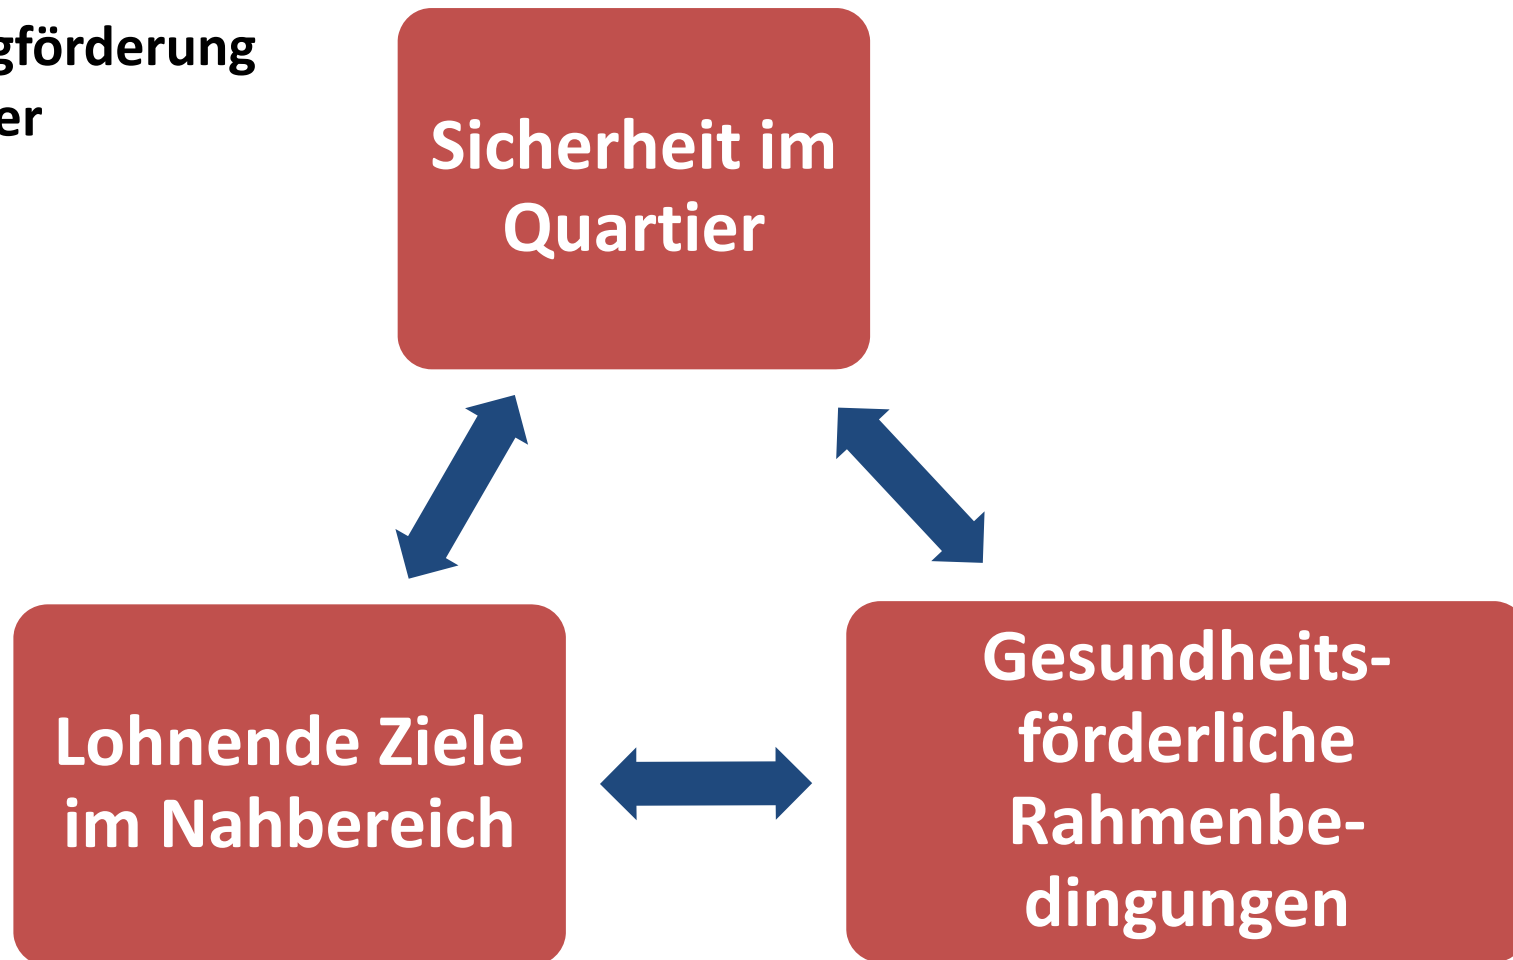 gförderung
er
Sicherheit im
Quartier
Lohnende Ziele
im Nahbereich
Gesundheits-
förderliche
Rahmenbe-
dingungen